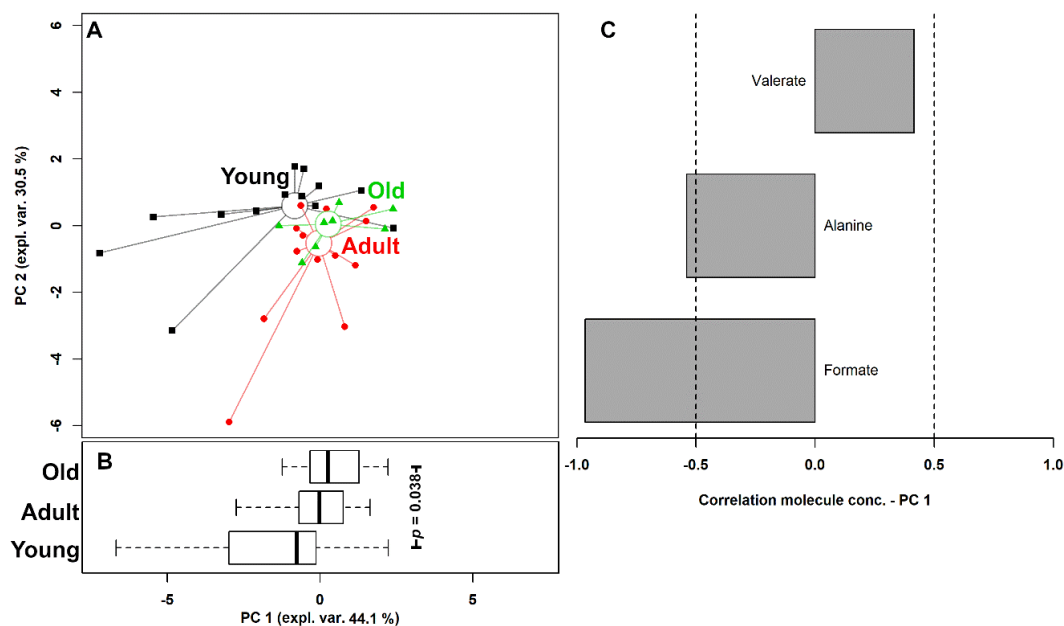 A
6
4
2
0
-2
-4
-6
PC 2 (expl. var. 30.5 %)
Young
Old
Adult
B
Old
Adult
Young
p = 0.038
-5
0
5
PC 1 (expl. var. 44.1 %)
C
Valerate
Alanine
Formate
-1.0
-0.5
0.0
0.5
1.0
Correlation molecule conc. - PC 1